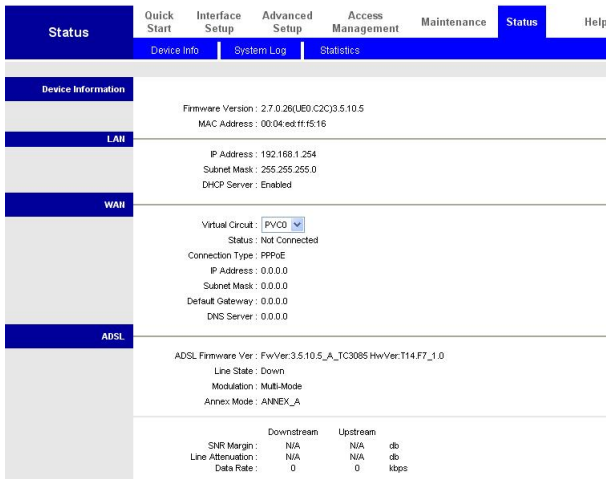 Status
Quick Start
Interface Setup
Advanced Setup
Access Management
Maintenance
Status
Help
Device Info
System Log
Statistics
Device Information
Firmware Version : 2.7.0.26(UE0.C2C)3.5.10.5
MAC Address : 00:04:ed:ff:f5:16
LAN
IP Address : 192.168.1.254
Subnet Mask : 255.255.255.0
DHCP Server : Enabled
WAN
Virtual Circuit : PVC0
Status : Not Connected
Connection Type : PPPoE
IP Address : 0.0.0.0
Subnet Mask : 0.0.0.0
Default Gateway : 0.0.0.0
DNS Server : 0.0.0.0
ADSL
ADSL Firmware Ver : FwVer:3.5.10.5_A_TC3085 HwVer:T14.F7_1.0
Line State : Down
Modulation : Multi-Mode
Annex Mode : ANNEX_A
Downstream Upstream
SNR Margin : N/A N/A db
Line Attenuation : N/A N/A db
Data Rate : 0 0 kbps